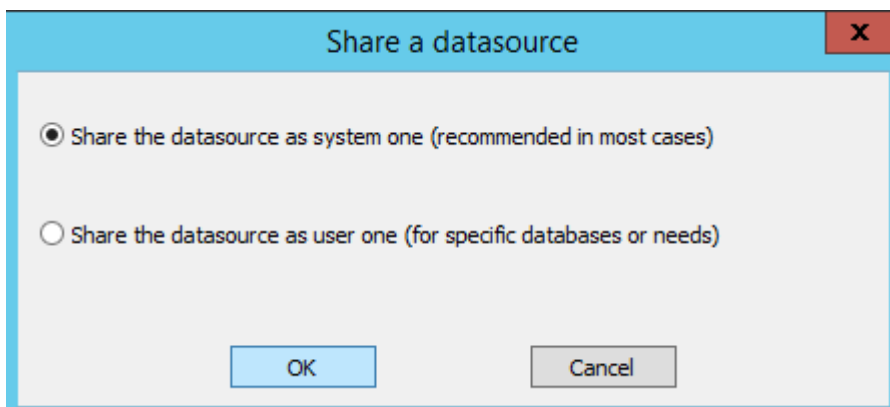 Share a datasource
x
Share the datasource as system one (recommended in most cases)
Share the datasource as user one (for specific databases or needs)
OK Cancel